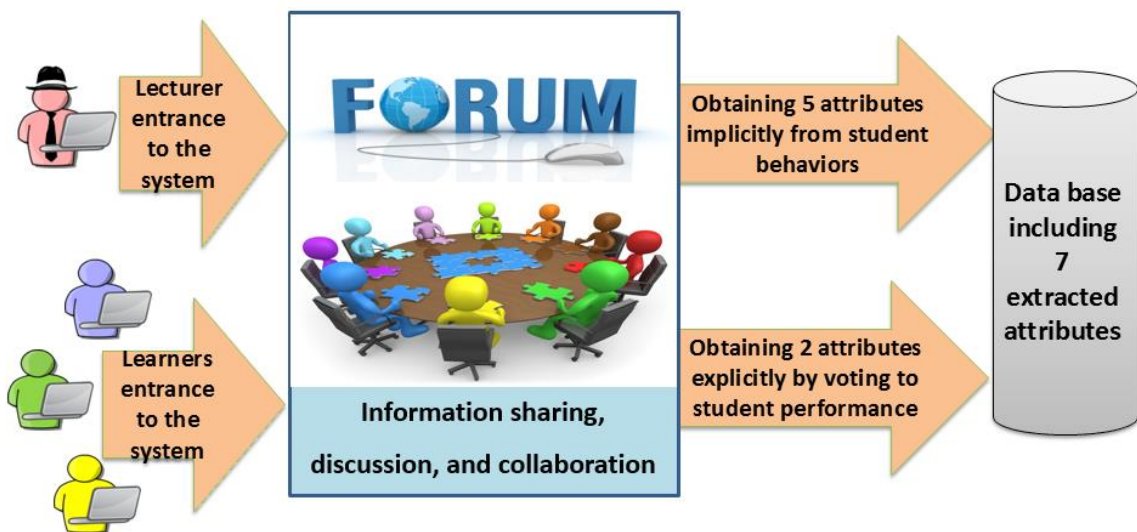 Lecturer
entrance
to the
system
Learners
entrance
to the
system
FORUM
Information sharing,
discussion, and collaboration
Obtaining 5 attributes
implicitly from student
behaviors
Obtaining 2 attributes
explicitly by voting to
student performance
Data base
including
7
extracted
attributes